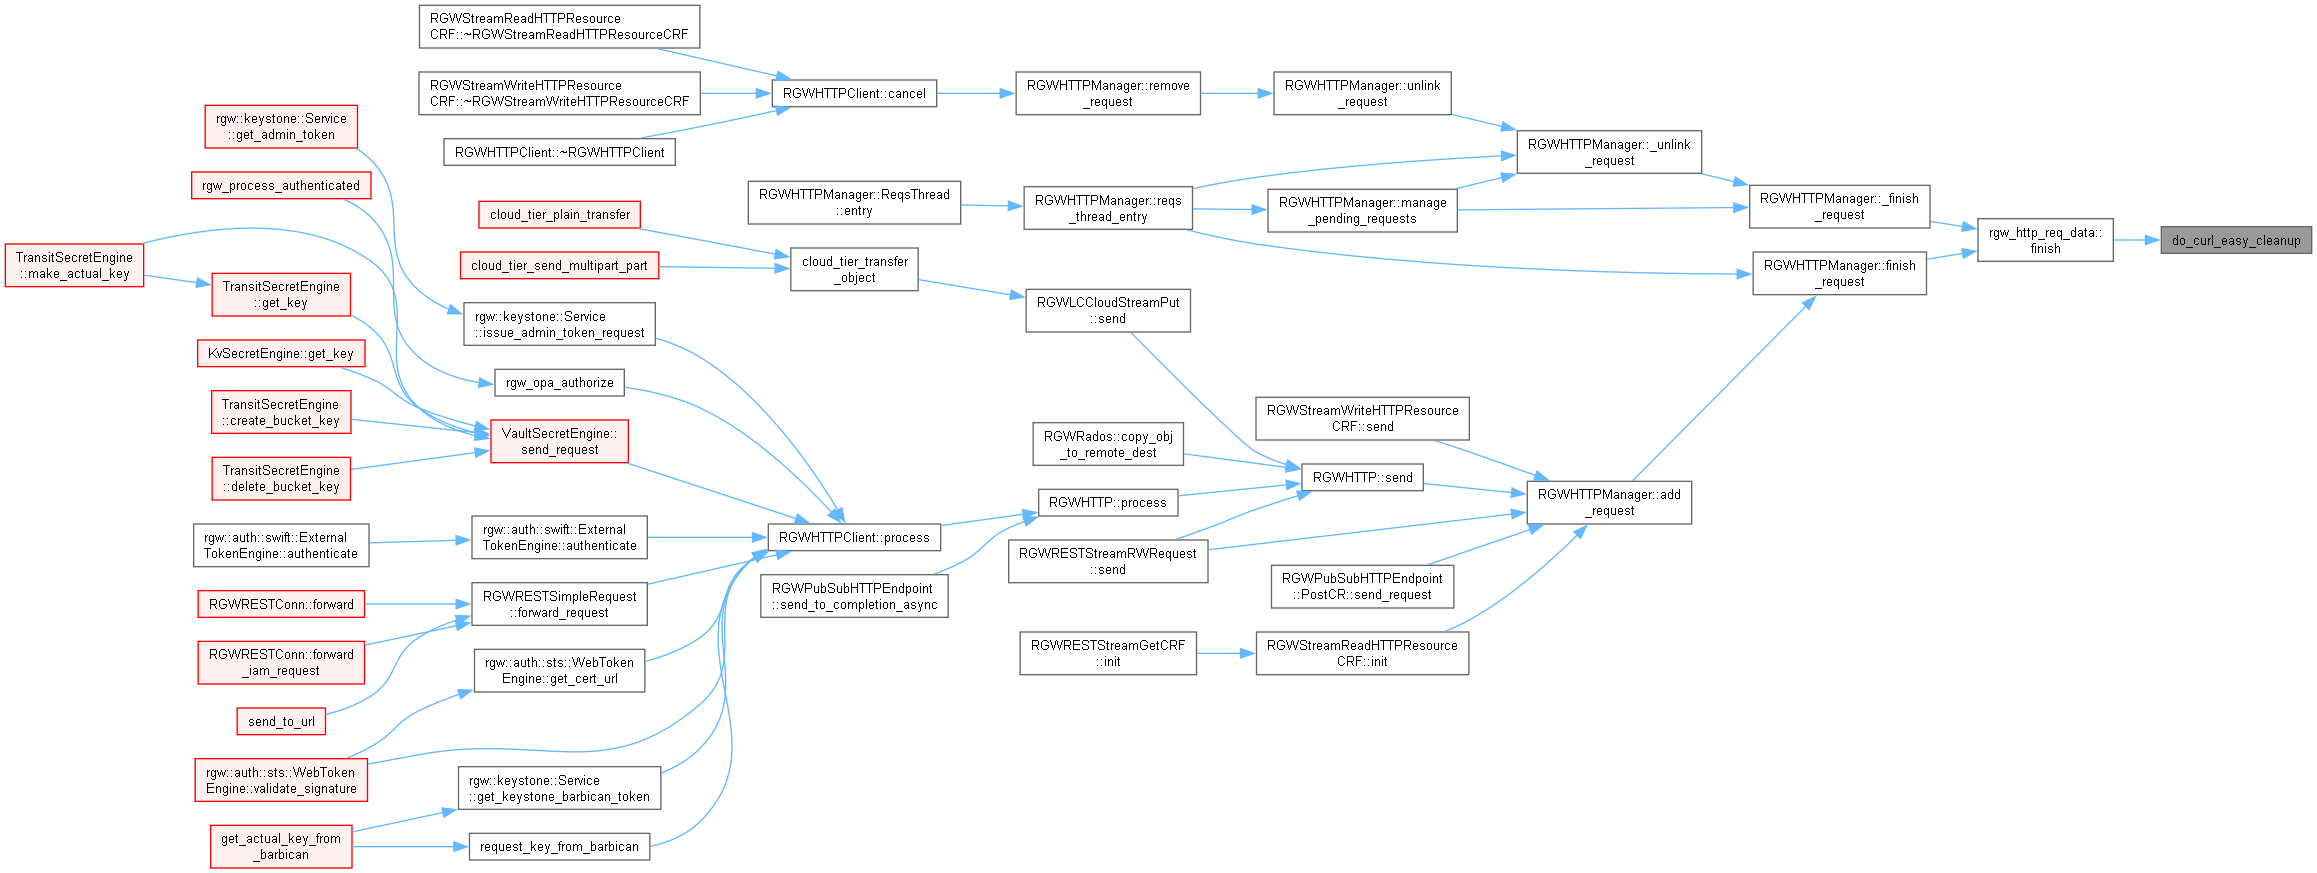 RGWStreamReadHTTPResource
CRF::~RGWStreamReadHTTPResourceCRF
RGWStreamWriteHTTPResource
CRF::~RGWStreamWriteHTTPResourceCRF
RGWHTTPClient::~RGWHTTPClient
RGWHTTPClient::cancel
RGWHTTPManager::remove
_request
RGWHTTPManager::unlink
_request
RGWHTTPManager::_unlink
_request
RGWHTTPManager::ReqsThread
::entry
RGWHTTPManager::reqs
_thread_entry
RGWHTTPManager::manage
_pending_requests
RGWHTTPManager::_finish
_request
rgw_http_req_data::
finish
do_curl_easy_cleanup
RGWHTTPManager::finish
_request
rgw::keystone::Service
::get_admin_token
rgw_process_authenticated
TransitSecretEngine
::make_actual_key
TransitSecretEngine
::get_key
KvSecretEngine::get_key
TransitSecretEngine
::create_bucket_key
TransitSecretEngine
::delete_bucket_key
cloud_tier_plain_transfer
cloud_tier_send_multipart_part
cloud_tier_transfer
_object
RGWLCCloudStreamPut
::send
rgw::keystone::Service
::issue_admin_token_request
rgw_opa_authorize
VaultSecretEngine::
send_request
RGWStreamWriteHTTPResource
CRF::send
RGWRados::copy_obj
_to_remote_dest
RGWHTTP::send
RGWHTTP::process
RGWHTTPManager::add
_request
rgw::auth::swift::External
TokenEngine::authenticate
rgw::auth::swift::External
TokenEngine::authenticate
RGWHTTPClient::process
RGWRESTStreamRWRequest
::send
RGWPubSubHTTPEndpoint
::send_to_completion_async
RGWPubSubHTTPEndpoint
::PostCR::send_request
RGWRESTConn::forward
RGWRESTSimpleRequest
::forward_request
RGWRESTConn::forward
_iam_request
rgw::auth::sts::WebToken
Engine::get_cert_url
RGWRESTStreamGetCRF
::init
RGWStreamReadHTTPResource
CRF::init
send_to_url
rgw::auth::sts::WebToken
Engine::validate_signature
rgw::keystone::Service
::get_keystone_barbican_token
get_actual_key_from
_barbican
request_key_from_barbican